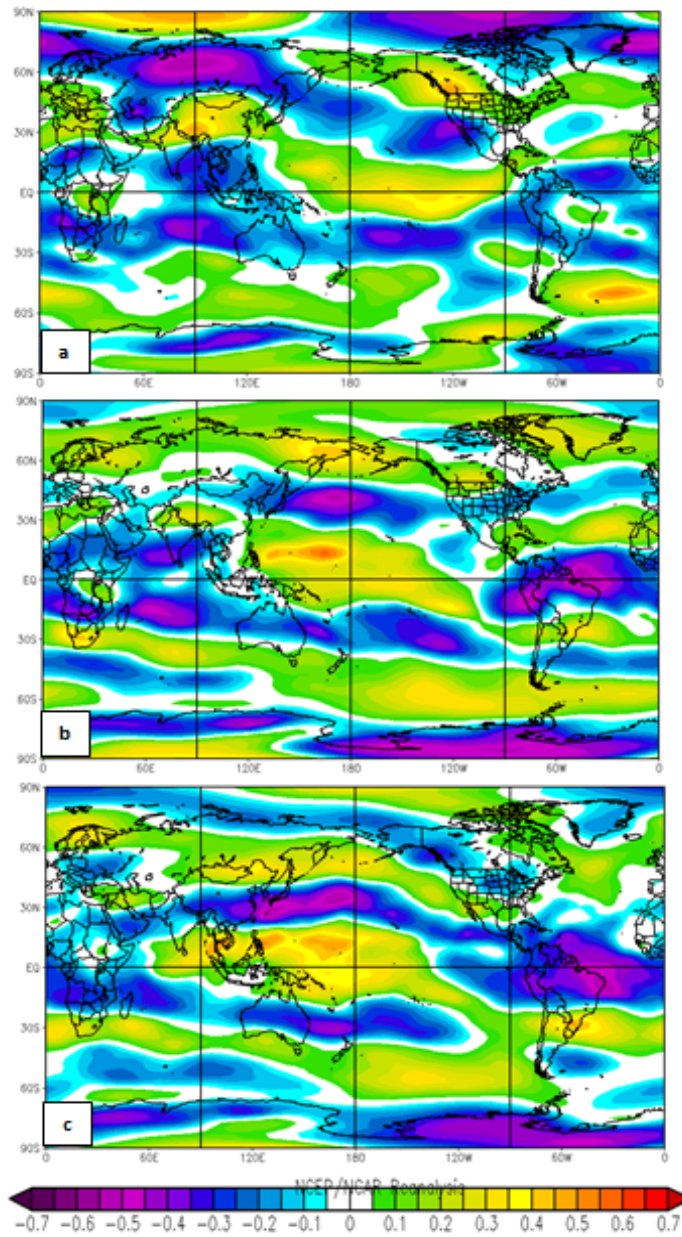 90N
60N
30N
EQ
30S
60S
90S
a
0 60E 120E 180 120W 60W 0
90N
60N
30N
EQ
30S
60S
90S
b
0 60E 120E 180 120W 60W 0
90N
60N
30N
EQ
30S
60S
90S
c
0 60E 120E 180 120W 60W 0
NCEP/NCAR Reanalysis
-0.7 -0.6 -0.5 -0.4 -0.3 -0.2 -0.1 0 0.1 0.2 0.3 0.4 0.5 0.6 0.7